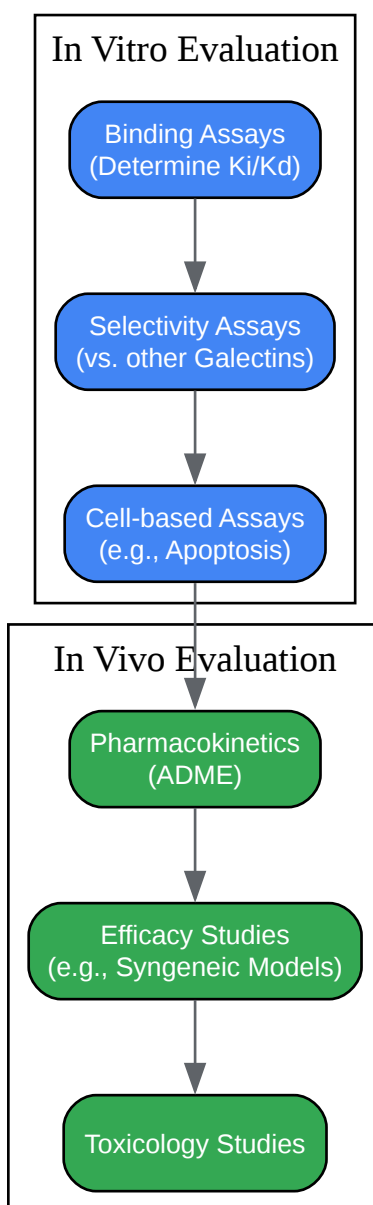 In Vitro Evaluation
Binding Assays
(Determine Ki/Kd)
Selectivity Assays
(vs. other Galectins)
Cell-based Assays
(e.g., Apoptosis)
In Vivo Evaluation
Pharmacokinetics
(ADME)
Efficacy Studies
(e.g., Syngeneic Models)
Toxicology Studies